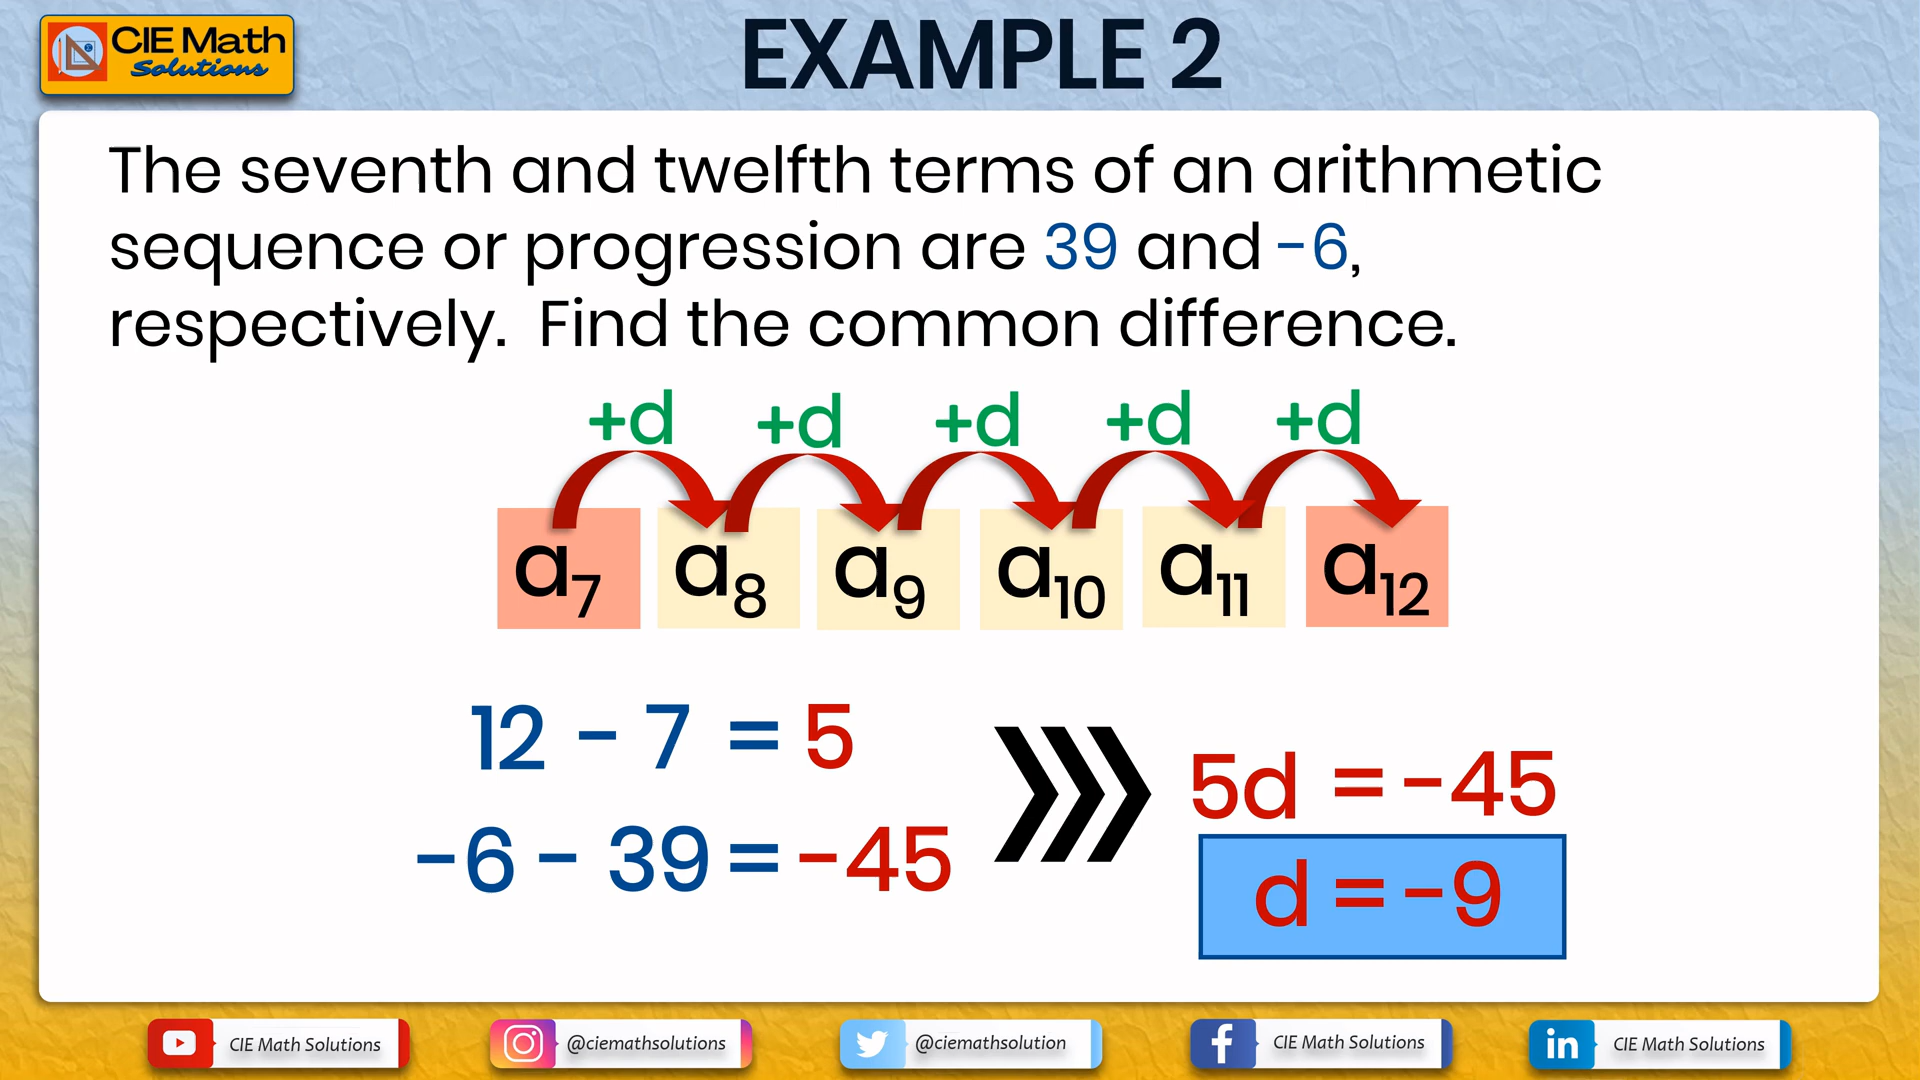 CIE Math
Solutions
EXAMPLE 2
The seventh and twelfth terms of an arithmetic
sequence or progression are 39 and -6,
respectively. Find the common difference.
+d +d +d +d +d
a₇ a₈ a₉ a₁₀ a₁₁ a₁₂
12 - 7 = 5
-6 - 39 = -45
5d = -45
d = -9
CIE Math Solutions
@ciemathsolutions
@ciemathsolution
CIE Math Solutions
in CIE Math Solutions